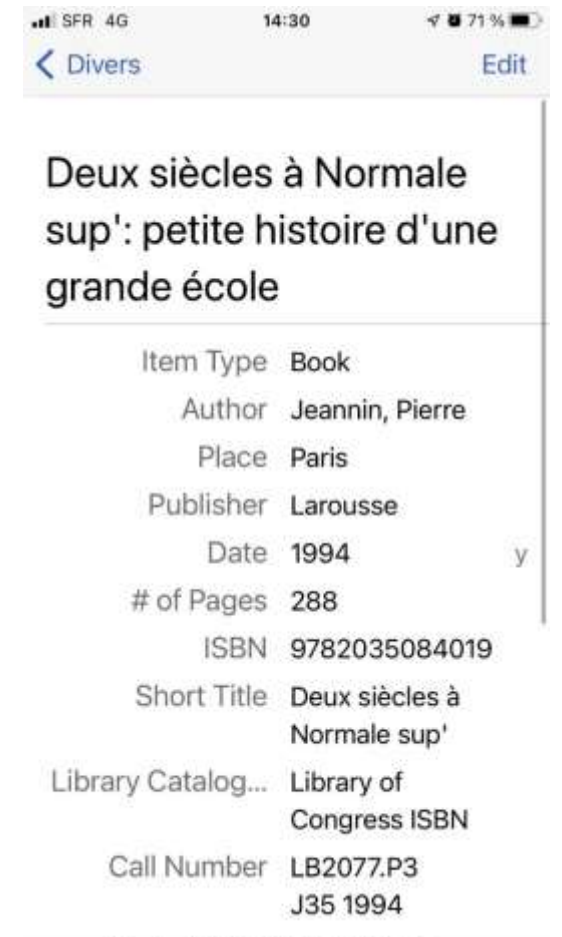 SFR 4G 14:30 71 %
Divers Edit
Deux siècles à Normale
sup': petite histoire d'une
grande école
Item Type Book
Author Jeannin, Pierre
Place Paris
Publisher Larousse
Date 1994 y
# of Pages 288
ISBN 9782035084019
Short Title Deux siècles à
Normale sup'
Library Catalog... Library of
Congress ISBN
Call Number LB2077.P3
J35 1994